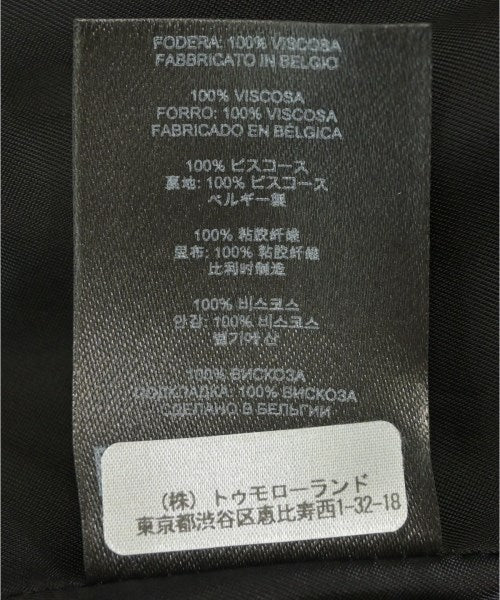 FODERA: 100% VISCOSA
FABBRICATO IN BELGIO
100% VISCOSA
FORRO: 100% VISCOSA
FABRICADO EN BÉLGICA
100% ビスコース
裏地: 100% ビスコース
ベルギー製
100% 粘胶纤维
里布: 100% 粘胶纤维
比利时制造
100% 비스코스
안감: 100% 비스코스
벨기에 산
100% ВИСКОЗА
ПОДКЛАДКА: 100% ВИСКОЗА
СДЕЛАНО В БЕЛЬГИИ
（株） トゥモローランド
東京都渋谷区恵比寿西1-32-18